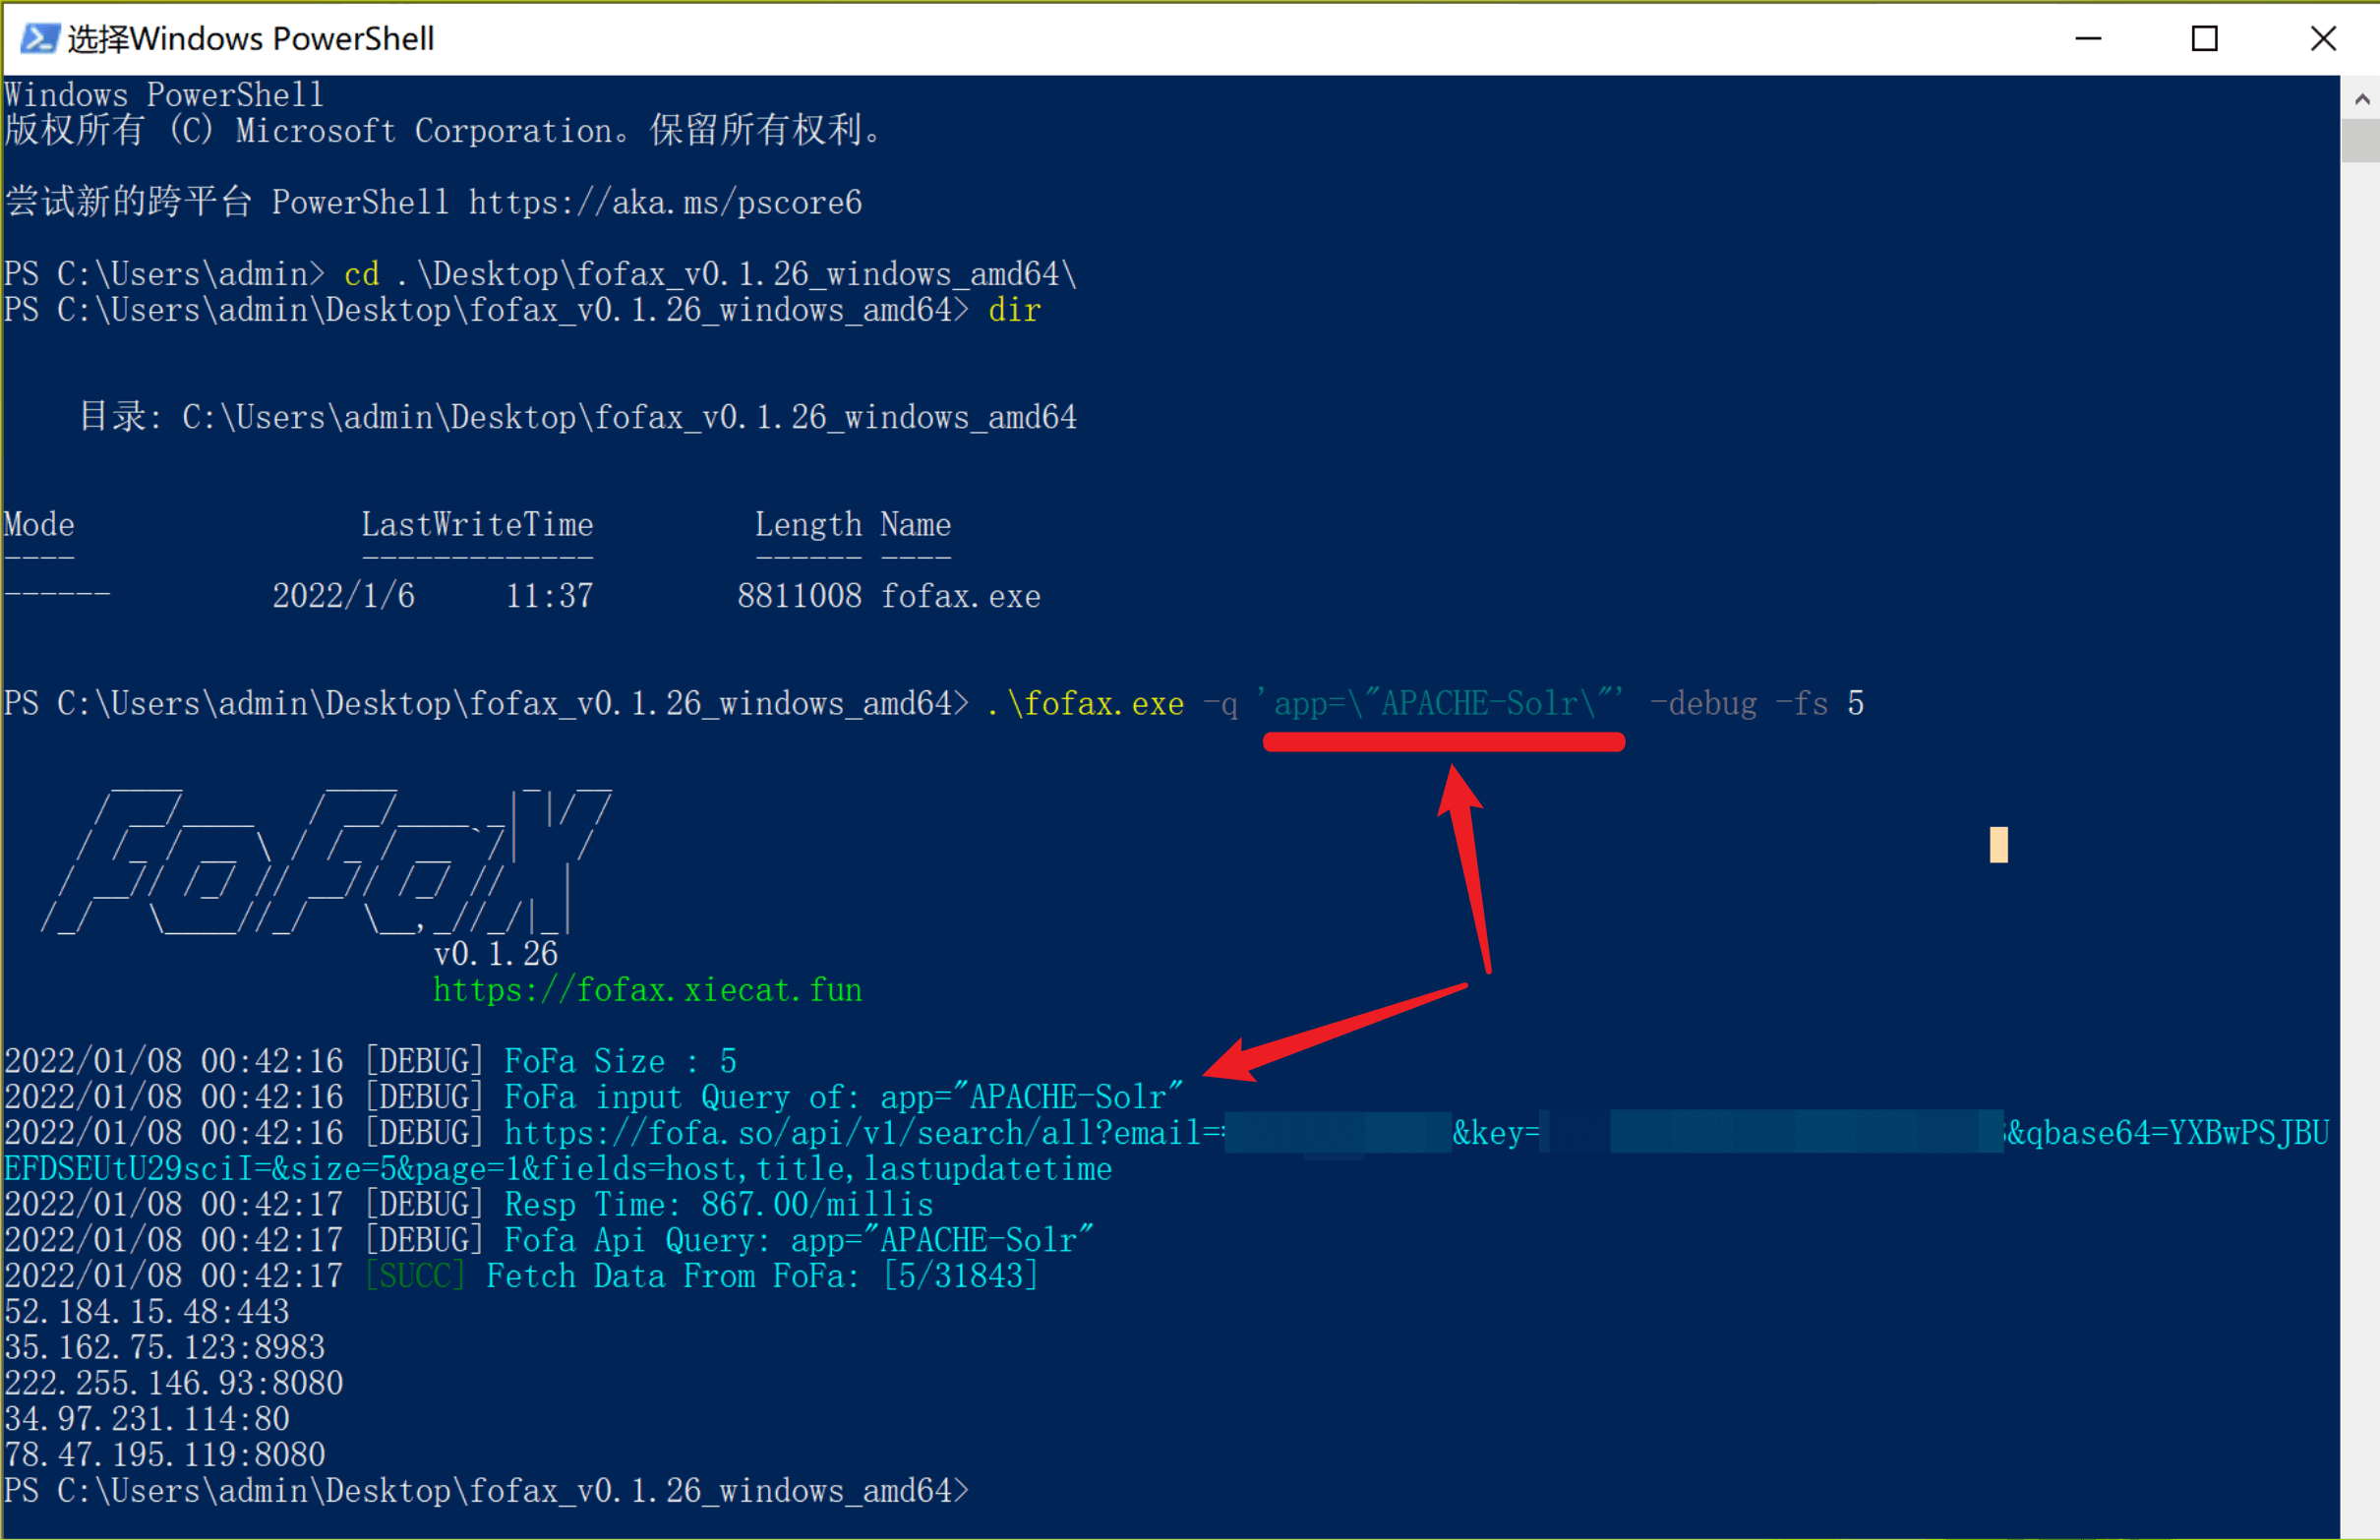 选择Windows PowerShell
Windows PowerShell
版权所有 (C) Microsoft Corporation。保留所有权利。
尝试新的跨平台 PowerShell https://aka.ms/pscore6
PS C:\Users\admin> cd .\Desktop\fofax_v0.1.26_windows_amd64\
PS C:\Users\admin\Desktop\fofax_v0.1.26_windows_amd64> dir
目录: C:\Users\admin\Desktop\fofax_v0.1.26_windows_amd64
Mode LastWriteTime Length Name
---- ------------- ------ ----
------ 2022/1/6 11:37 8811008 fofax.exe
PS C:\Users\admin\Desktop\fofax_v0.1.26_windows_amd64> .\fofax.exe -q 'app=\"APACHE-Solr\"' -debug -fs 5
FoFaX
v0.1.26
https://fofax.xiecat.fun
2022/01/08 00:42:16 [DEBUG] FoFa Size : 5
2022/01/08 00:42:16 [DEBUG] FoFa input Query of: app="APACHE-Solr"
2022/01/08 00:42:16 [DEBUG] https://fofa.so/api/v1/search/all?email= &key= &qbase64=YXBwPSJBU
EFDSEUtU29sciI=&size=5&page=1&fields=host,title,lastupdatetime
2022/01/08 00:42:17 [DEBUG] Resp Time: 867.00/millis
2022/01/08 00:42:17 [DEBUG] Fofa Api Query: app="APACHE-Solr"
2022/01/08 00:42:17 [SUCC] Fetch Data From FoFa: [5/31843]
52.184.15.48:443
35.162.75.123:8983
222.255.146.93:8080
34.97.231.114:80
78.47.195.119:8080
PS C:\Users\admin\Desktop\fofax_v0.1.26_windows_amd64>